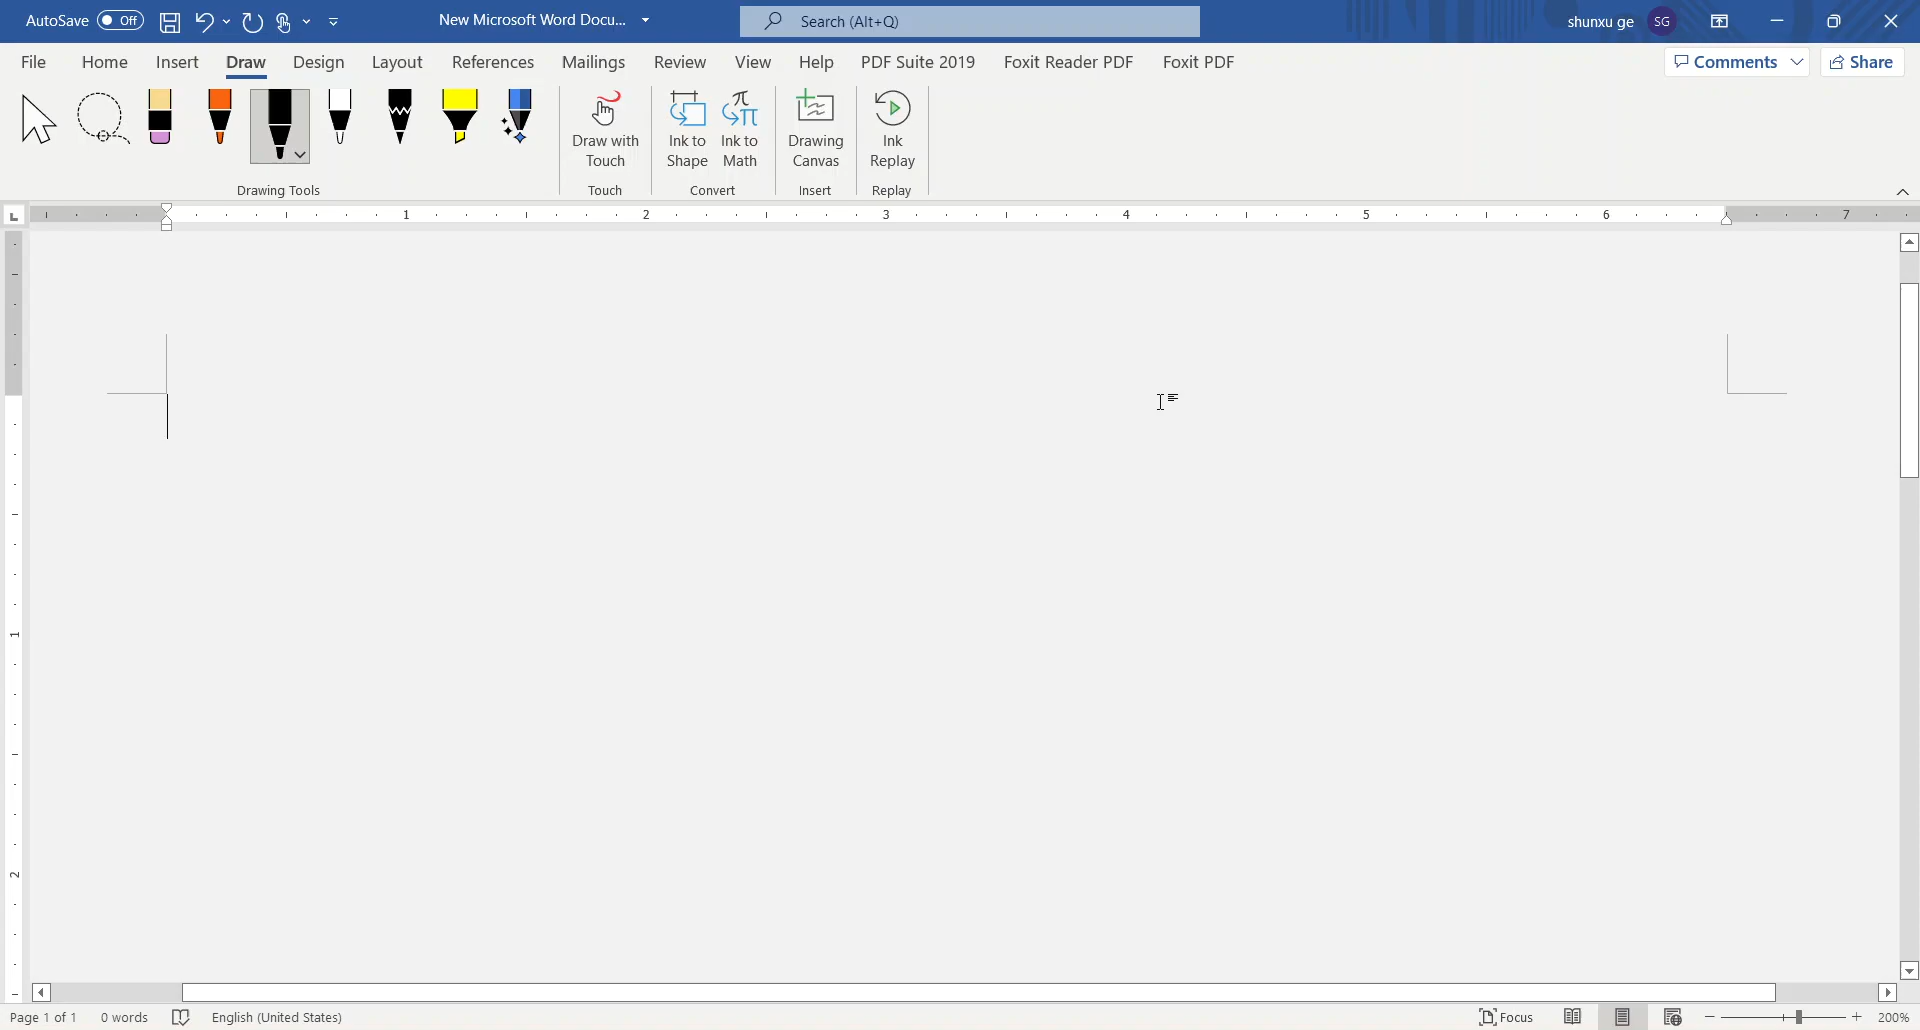 AutoSave Off New Microsoft Word Docu... Search (Alt+Q) shunxu ge SG
File Home Insert Draw Design Layout References Mailings Review View Help PDF Suite 2019 Foxit Reader PDF Foxit PDF Comments Share
Draw with Touch
Ink to Shape
Ink to Math
Drawing Canvas
Ink Replay
Drawing Tools Touch Convert Insert Replay
L 1 2 3 4 5 6 7
1
2
Page 1 of 1 0 words English (United States) Focus 200%